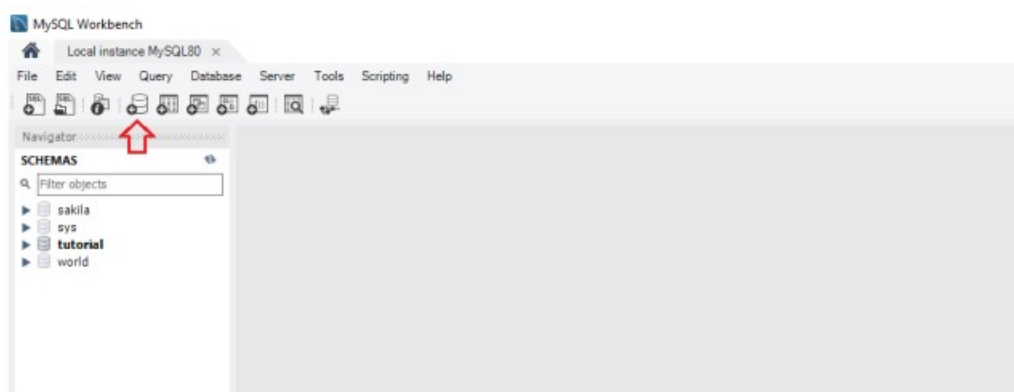 MySQL Workbench
Local instance MySQL80 ×
File Edit View Query Database Server Tools Scripting Help
Navigator
SCHEMAS
Filter objects
sakila
sys
tutorial
world